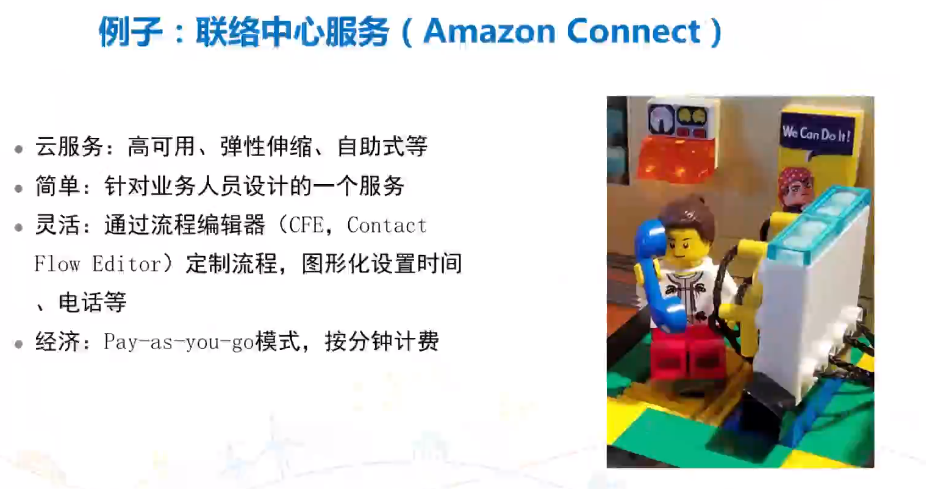 例子：联络中心服务（Amazon Connect）
云服务：高可用、弹性伸缩、自助式等
简单：针对业务人员设计的一个服务
灵活：通过流程编辑器（CFE，Contact
Flow Editor）定制流程，图形化设置时间
、电话等
经济：Pay-as-you-go模式，按分钟计费
We Can Do It!